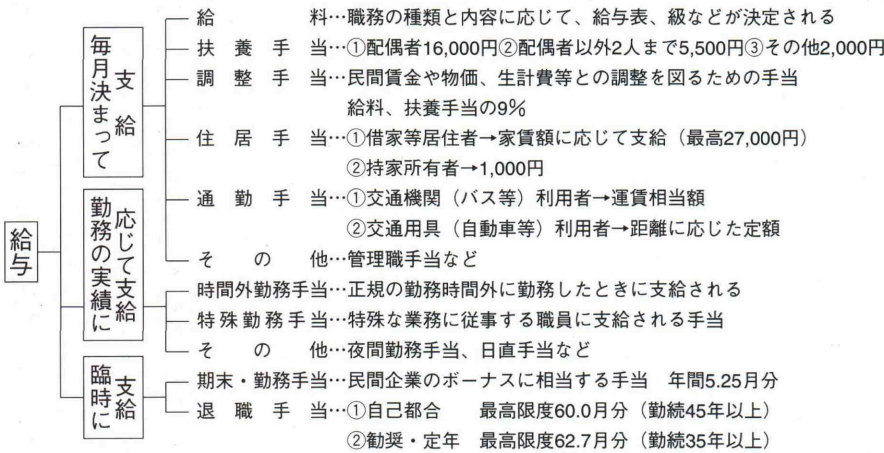 給与
毎月決まって支給
給料…職務の種類と内容に応じて、給与表、級などが決定される
扶養手当…①配偶者16,000円②配偶者以外2人まで5,500円③その他2,000円
調整手当…民間賃金や物価、生計費等との調整を図るための手当
給料、扶養手当の9％
住居手当…①借家等居住者→家賃額に応じて支給（最高27,000円）
②持家所有者→1,000円
通勤手当…①交通機関（バス等）利用者→運賃相当額
②交通用具（自動車等）利用者→距離に応じた定額
その他…管理職手当など
勤務の実績に応じて支給
時間外勤務手当…正規の勤務時間外に勤務したときに支給される
特殊勤務手当…特殊な業務に従事する職員に支給される手当
その他…夜間勤務手当、日直手当など
臨時に支給
期末・勤務手当…民間企業のボーナスに相当する手当　年間5.25月分
退職手当…①自己都合　最高限度60.0月分（勤続45年以上）
②勧奨・定年　最高限度62.7月分（勤続35年以上）